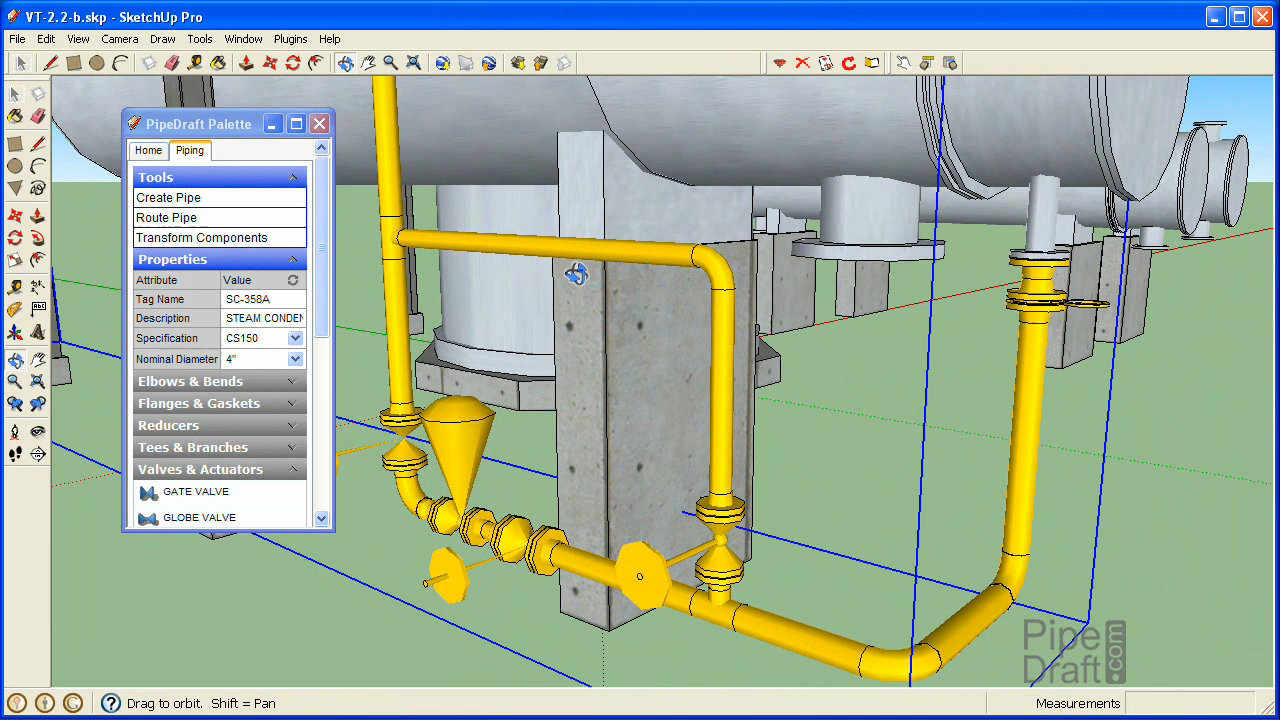 VT-2.2-b.skp - SketchUp Pro
File Edit View Camera Draw Tools Window Plugins Help
PipeDraft Palette
Home Piping
Tools
Create Pipe
Route Pipe
Transform Components
Properties
Attribute Value
Tag Name SC-358A
Description STEAM CONDEN
Specification CS150
Nominal Diameter 4"
Elbows & Bends
Flanges & Gaskets
Reducers
Tees & Branches
Valves & Actuators
GATE VALVE
GLOBE VALVE
ABC
Pipe
Draft.com
Drag to orbit. Shift = Pan
Measurements